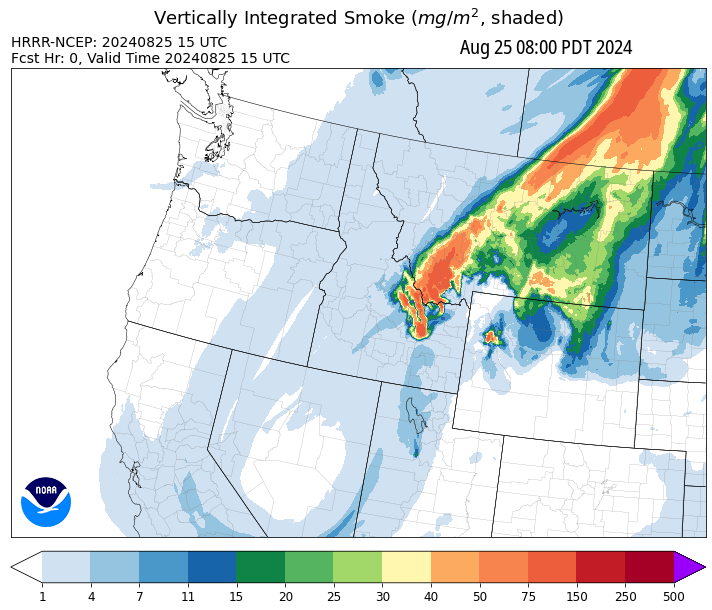 Vertically Integrated Smoke (mg/m², shaded)
HRRR-NCEP: 20240825 15 UTC
Aug 25 08:00 PDT 2024
Fcst Hr: 0, Valid Time 20240825 15 UTC
NOAA
1 4 7 11 15 20 25 30 40 50 75 150 250 500